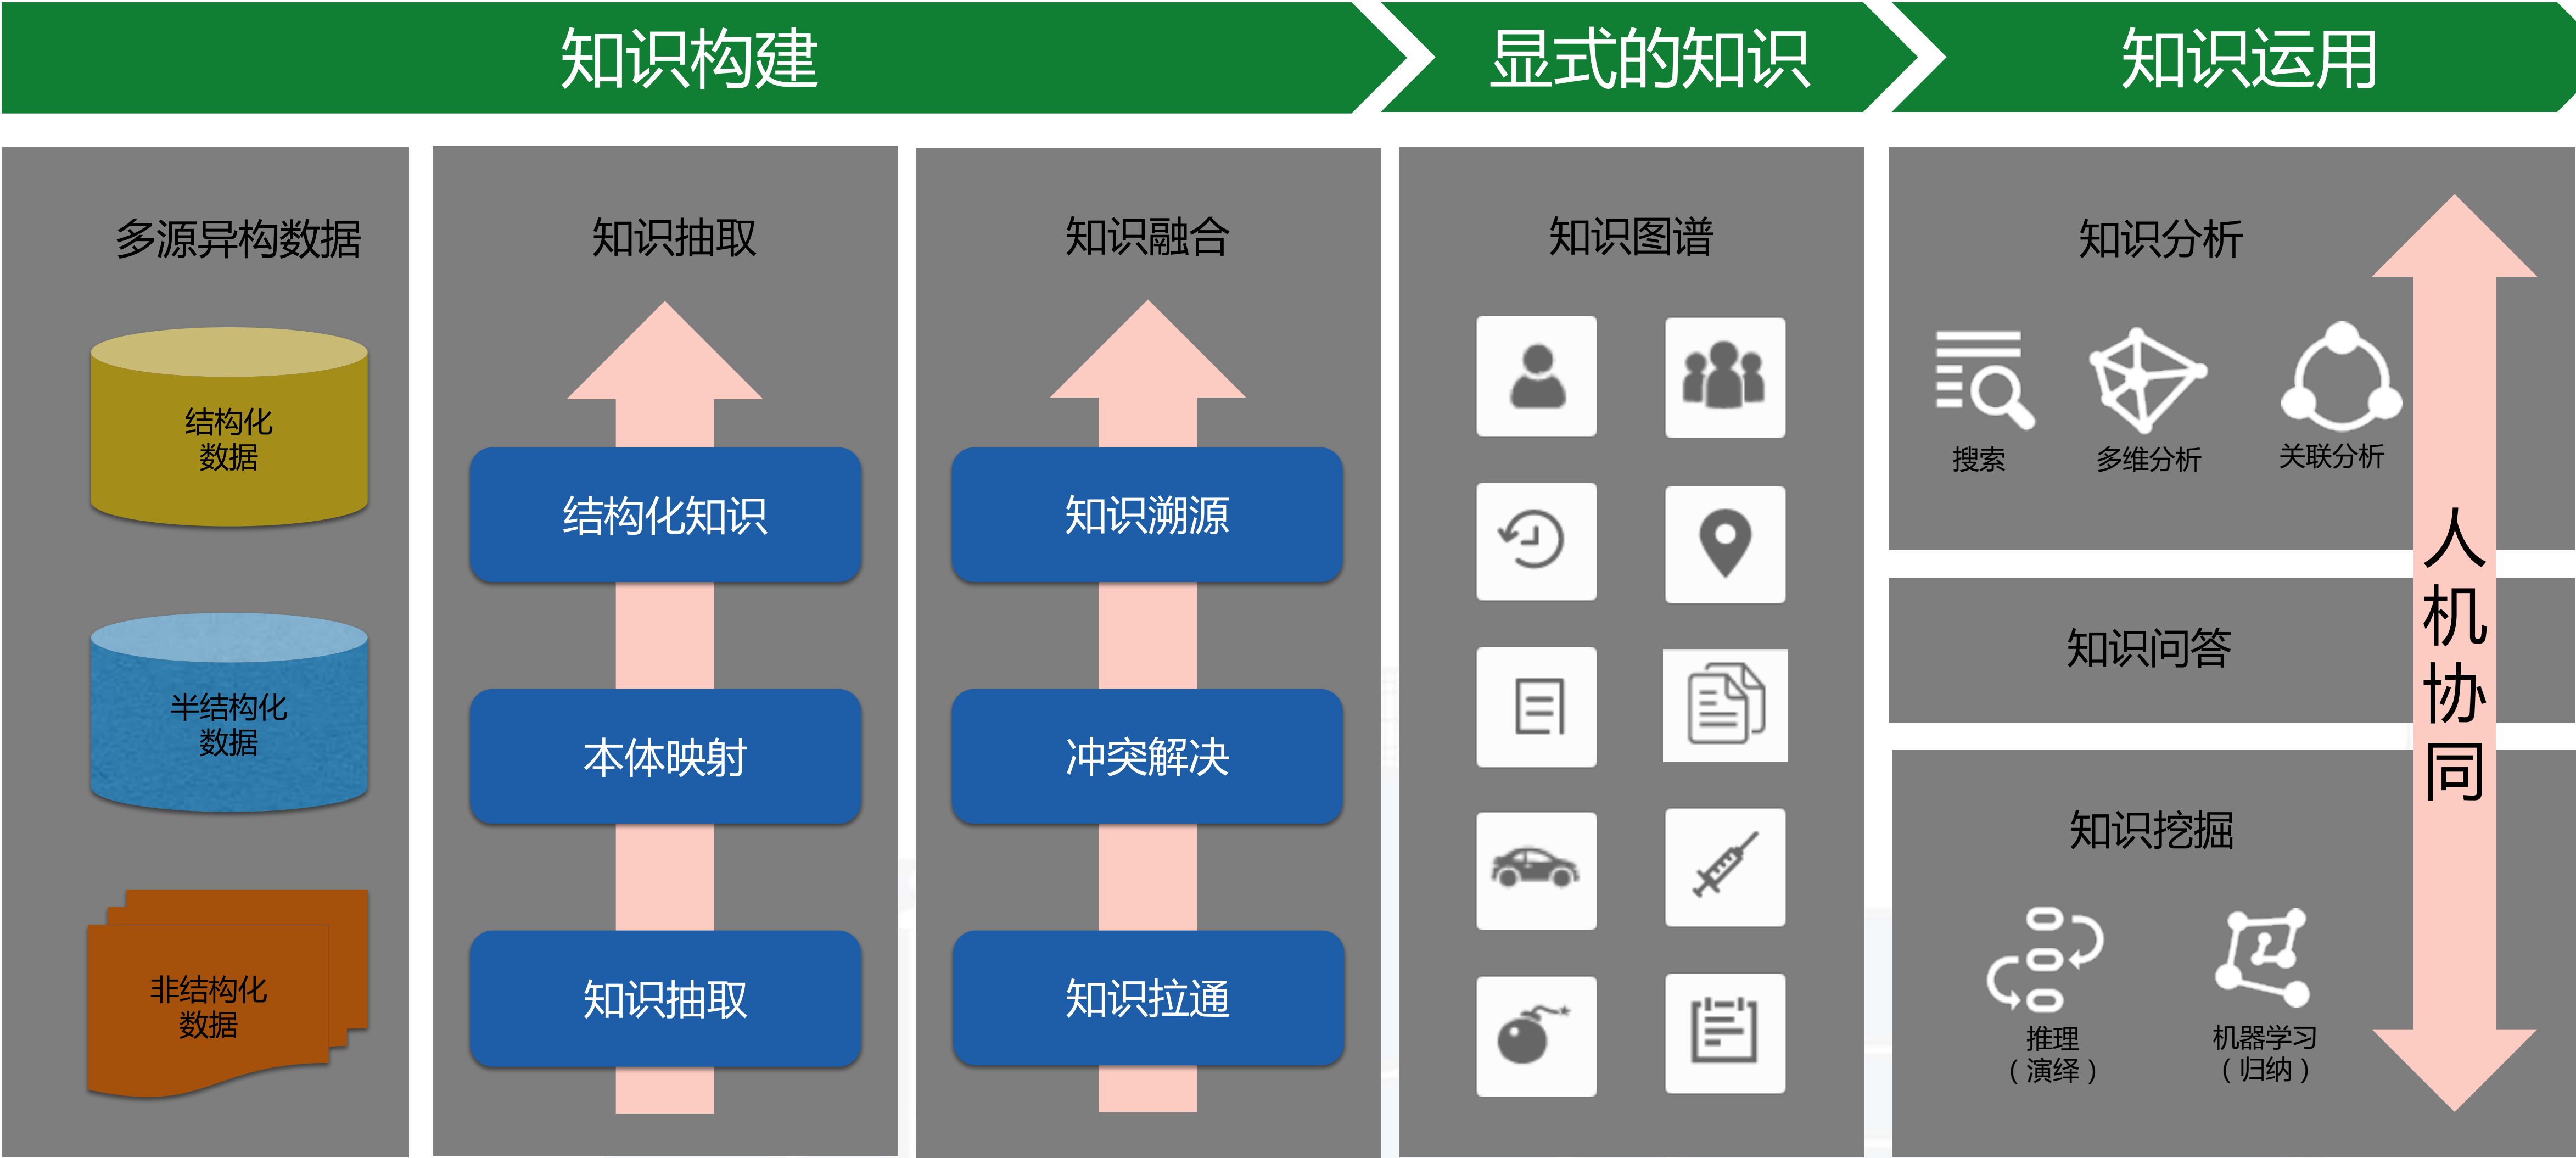 知识构建
显式的知识
知识运用
多源异构数据
结构化
数据
半结构化
数据
非结构化
数据
知识抽取
结构化知识
本体映射
知识抽取
知识融合
知识溯源
冲突解决
知识拉通
知识图谱
知识分析
搜索
多维分析
关联分析
知识问答
知识挖掘
推理
（演绎）
机器学习
（归纳）
人
机
协
同